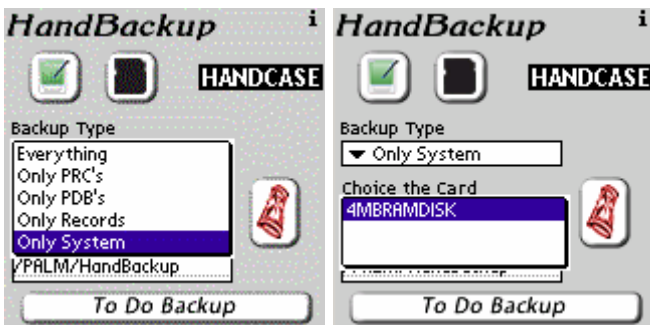 HandBackup i
HANDCASE
Backup Type
Everything
Only PRC's
Only PDB's
Only Records
Only System
/PALM/HandBackup
To Do Backup
HandBackup i
HANDCASE
Backup Type
Only System
Choice the Card
4MBRAMDISK
To Do Backup